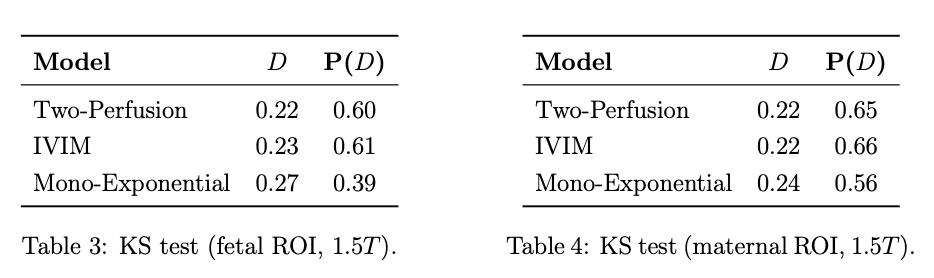 Model D P(D)
Two-Perfusion 0.22 0.60
IVIM 0.23 0.61
Mono-Exponential 0.27 0.39
Table 3: KS test (fetal ROI, 1.5T).
Model D P(D)
Two-Perfusion 0.22 0.65
IVIM 0.22 0.66
Mono-Exponential 0.24 0.56
Table 4: KS test (maternal ROI, 1.5T).